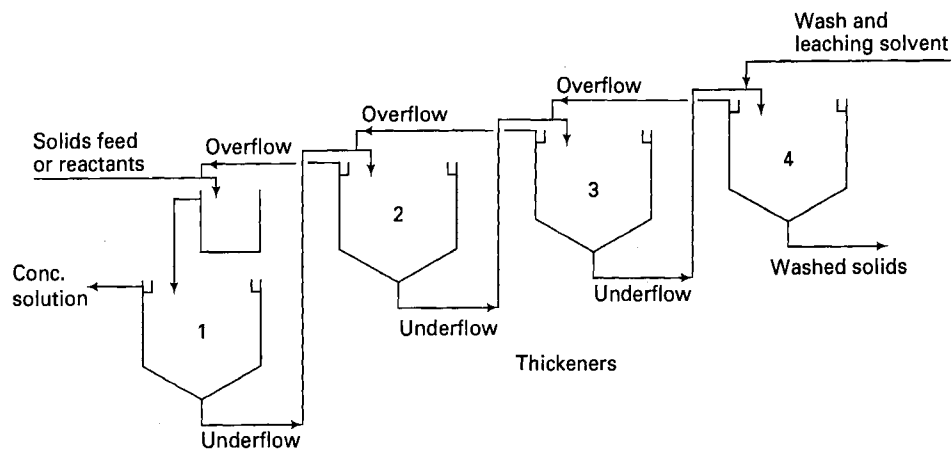 Wash and
leaching solvent
Overflow
Overflow
Solids feed
or reactants
Overflow
4
3
2
Washed solids
Conc.
solution
Underflow
1
Underflow
Thickeners
Underflow